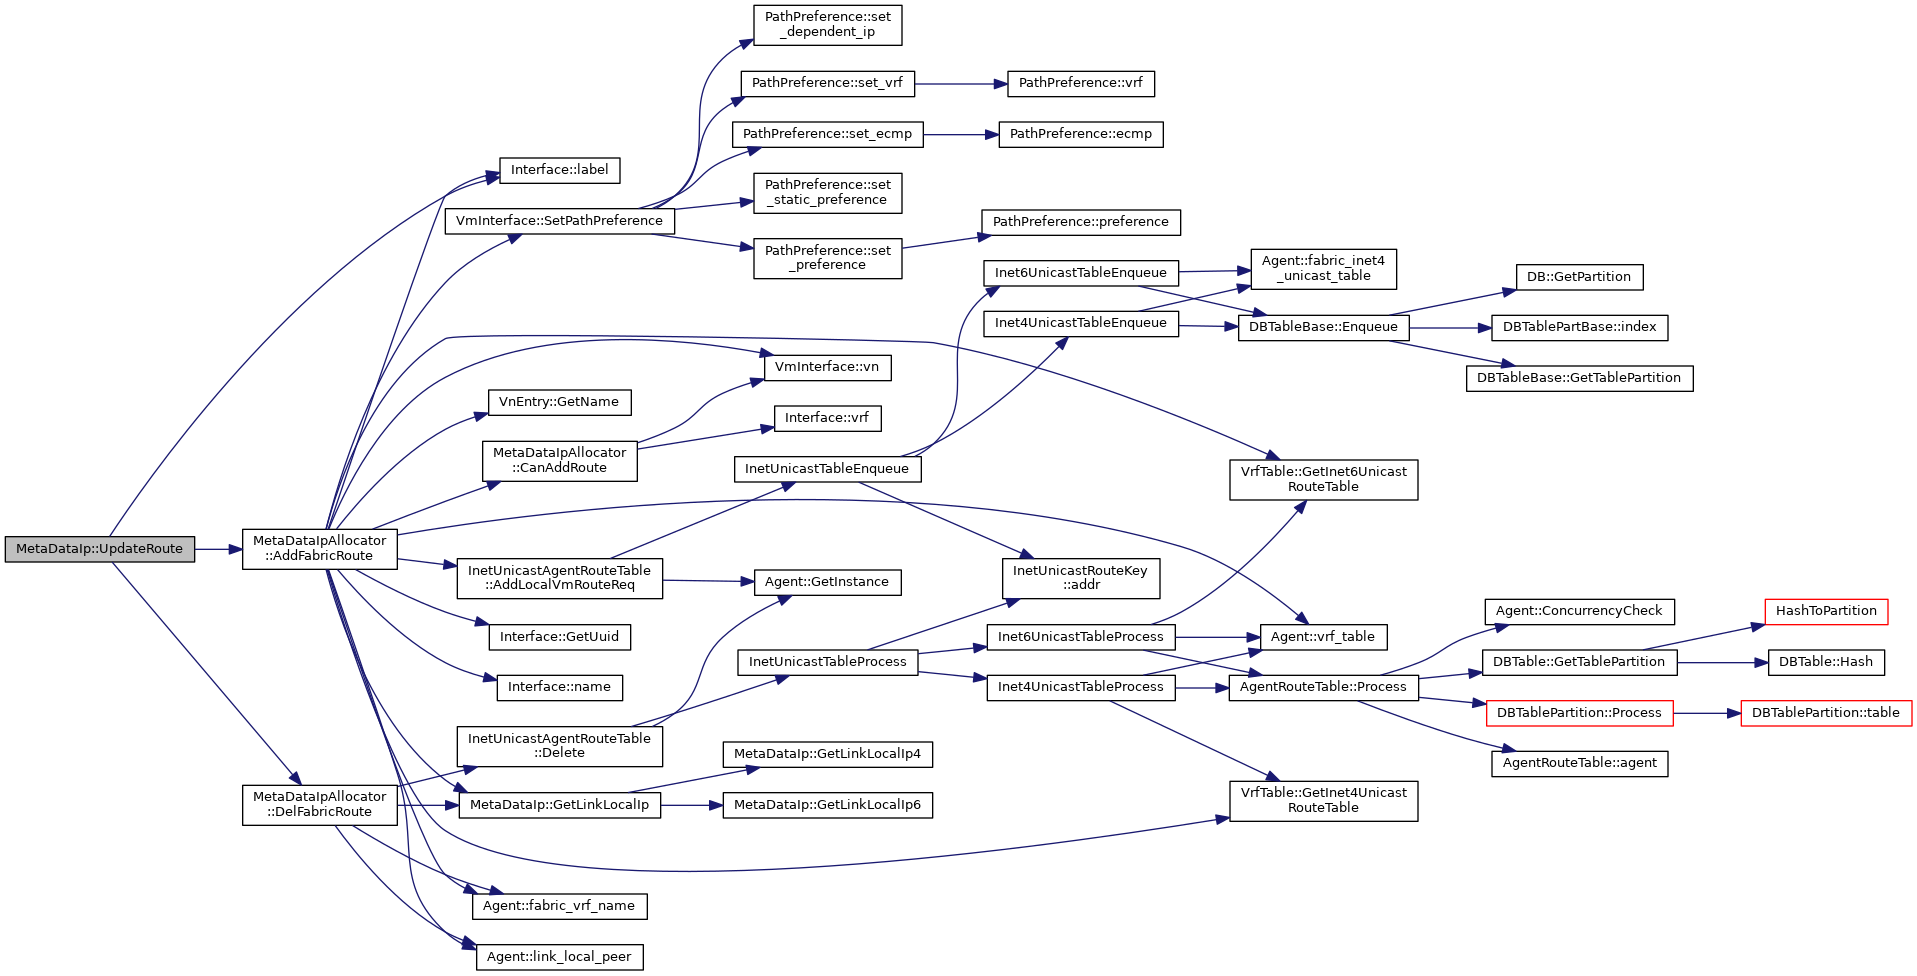 PathPreference::set
_dependent_ip
PathPreference::set_vrf
PathPreference::vrf
PathPreference::set_ecmp
PathPreference::ecmp
Interface::label
PathPreference::set
_static_preference
VmInterface::SetPathPreference
PathPreference::preference
PathPreference::set
_preference
Inet6UnicastTableEnqueue
Agent::fabric_inet4
_unicast_table
DB::GetPartition
Inet4UnicastTableEnqueue
DBTableBase::Enqueue
DBTablePartBase::index
VmInterface::vn
DBTableBase::GetTablePartition
VnEntry::GetName
Interface::vrf
MetaDataIpAllocator
::CanAddRoute
InetUnicastTableEnqueue
VrfTable::GetInet6Unicast
RouteTable
MetaDataIp::UpdateRoute
MetaDataIpAllocator
::AddFabricRoute
InetUnicastAgentRouteTable
::AddLocalVmRouteReq
Agent::GetInstance
InetUnicastRouteKey
::addr
Agent::ConcurrencyCheck
HashToPartition
Interface::GetUuid
Inet6UnicastTableProcess
Agent::vrf_table
InetUnicastTableProcess
DBTable::GetTablePartition
DBTable::Hash
Interface::name
Inet4UnicastTableProcess
AgentRouteTable::Process
DBTablePartition::Process
DBTablePartition::table
InetUnicastAgentRouteTable
::Delete
MetaDataIp::GetLinkLocalIp4
AgentRouteTable::agent
MetaDataIpAllocator
::DelFabricRoute
MetaDataIp::GetLinkLocalIp
MetaDataIp::GetLinkLocalIp6
VrfTable::GetInet4Unicast
RouteTable
Agent::fabric_vrf_name
Agent::link_local_peer